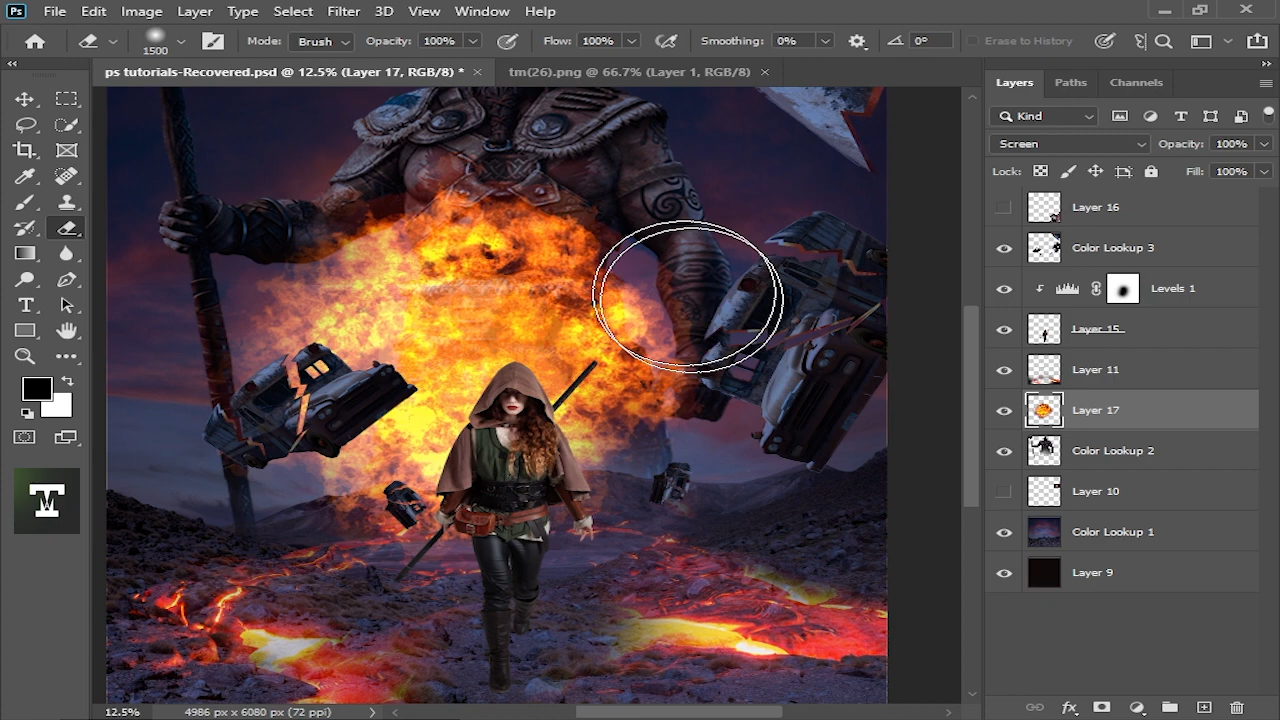 Ps File Edit Image Layer Type Select Filter 3D View Window Help
1500 Mode: Brush Opacity: 100% Flow: 100% Smoothing: 0% 0° Erase to History
ps tutorials-Recovered.psd @ 12.5% (Layer 17, RGB/8) * × tm(26).png @ 66.7% (Layer 1, RGB/8) ×
Layers Paths Channels
Kind
Screen Opacity: 100%
Lock: Fill: 100%
Layer 16
Color Lookup 3
Levels 1
Layer 15
Layer 11
Layer 17
Color Lookup 2
Layer 10
Color Lookup 1
Layer 9
TM
12.5% 4986 px x 6080 px (72 ppi)